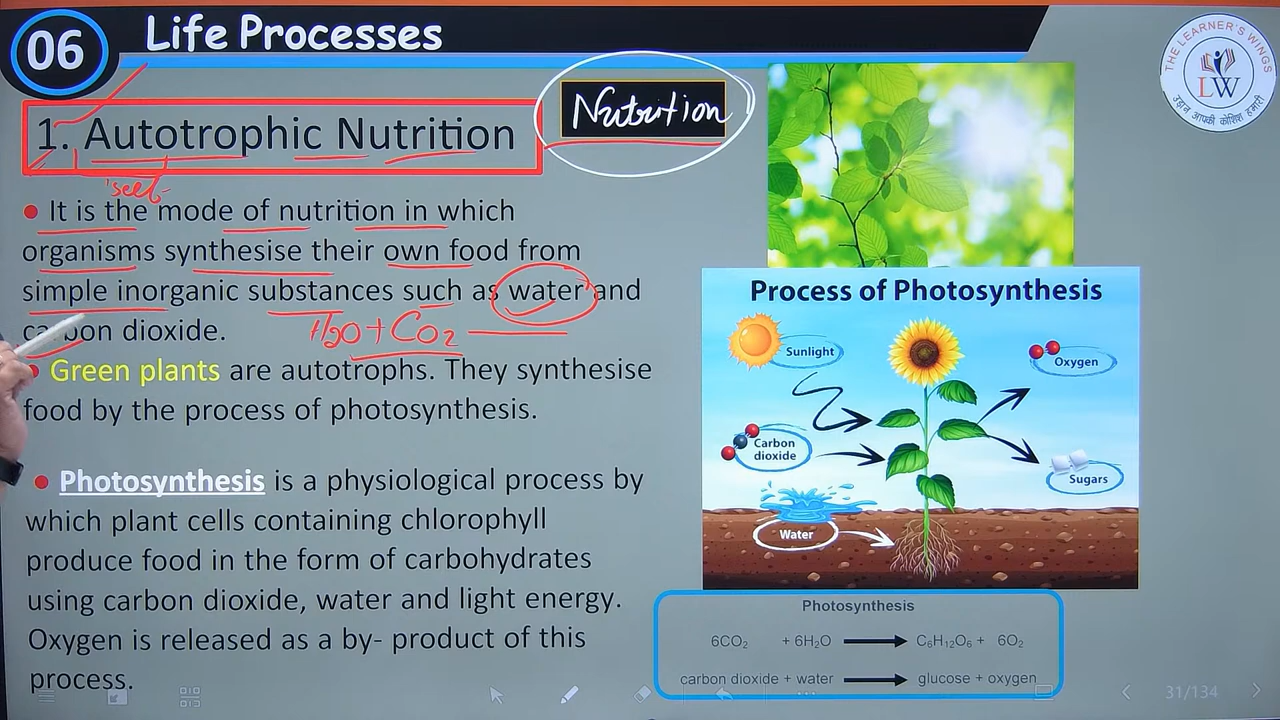 06
Life Processes
THE LEARNER'S WINGS
LW
उड़ान आपकी कोशिश हमारी
1. Autotrophic Nutrition
Nutrition
'self-
It is the mode of nutrition in which
organisms synthesise their own food from
simple inorganic substances such as water and
carbon dioxide.
H2O+CO2
Green plants are autotrophs. They synthesise
food by the process of photosynthesis.
Photosynthesis is a physiological process by
which plant cells containing chlorophyll
produce food in the form of carbohydrates
using carbon dioxide, water and light energy.
Oxygen is released as a by- product of this
process.
Process of Photosynthesis
Sunlight
Oxygen
Carbon
dioxide
Sugars
Water
Photosynthesis
6CO₂ + 6H₂O → C₆H₁₂O₆ + 6O₂
carbon dioxide + water → glucose + oxygen
31/134